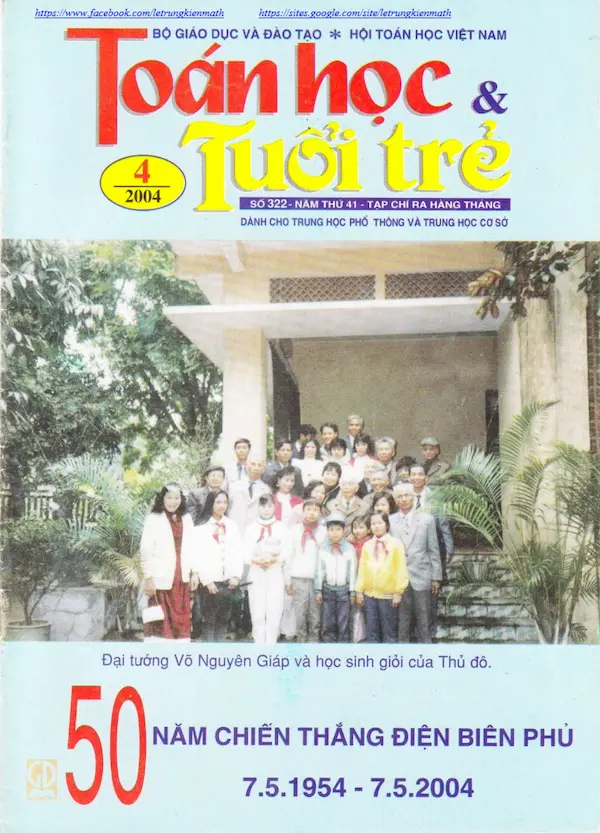 https://www.facebook.com/letrungkienmath https://sites.google.com/site/letrungkienmath
BỘ GIÁO DỤC VÀ ĐÀO TẠO * HỘI TOÁN HỌC VIỆT NAM
Toán học &
Tuổi trẻ
4
2004
SỐ 322 - NĂM THỨ 41 - TẠP CHÍ RA HÀNG THÁNG
DÀNH CHO TRUNG HỌC PHỔ THÔNG VÀ TRUNG HỌC CƠ SỞ
Đại tướng Võ Nguyên Giáp và học sinh giỏi của Thủ đô.
50 NĂM CHIẾN THẮNG ĐIỆN BIÊN PHỦ
7.5.1954 - 7.5.2004
GD